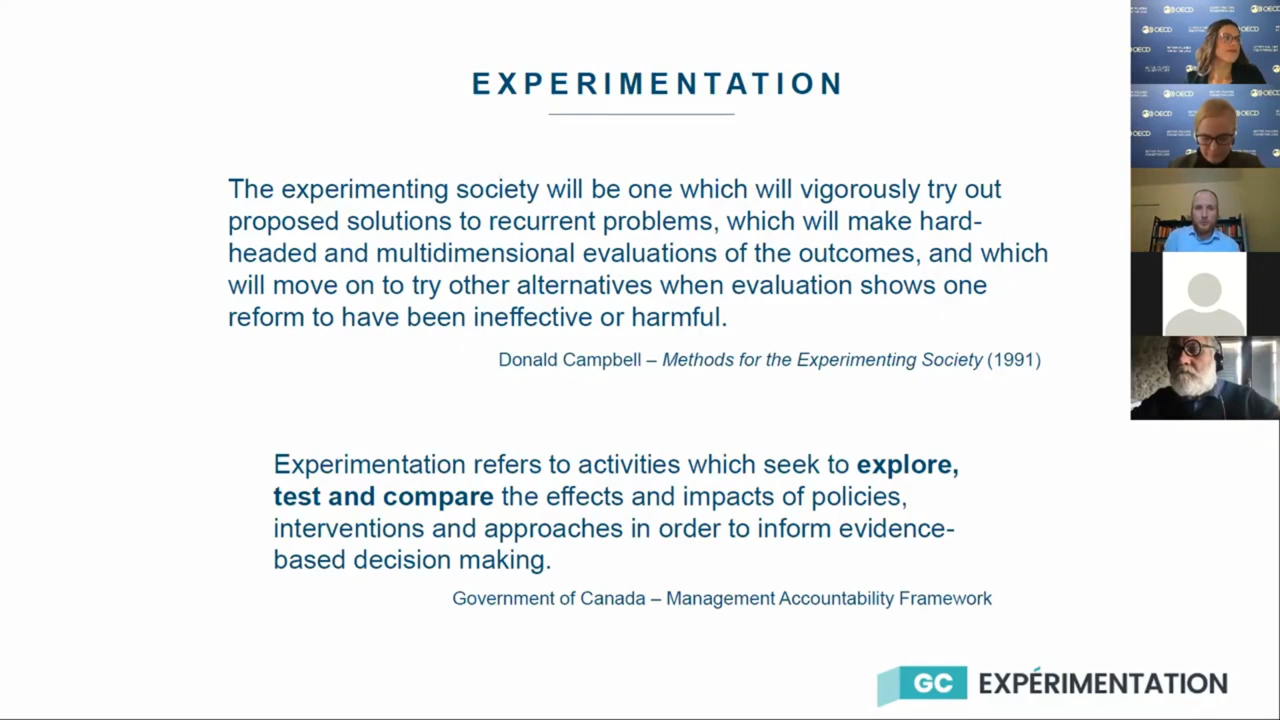 EXPERIMENTATION
The experimenting society will be one which will vigorously try out
proposed solutions to recurrent problems, which will make hard-
headed and multidimensional evaluations of the outcomes, and which
will move on to try other alternatives when evaluation shows one
reform to have been ineffective or harmful.
Donald Campbell – Methods for the Experimenting Society (1991)
Experimentation refers to activities which seek to explore,
test and compare the effects and impacts of policies,
interventions and approaches in order to inform evidence-
based decision making.
Government of Canada – Management Accountability Framework
GC EXPÉRIMENTATION
OECD
OECD
OECD
OECD